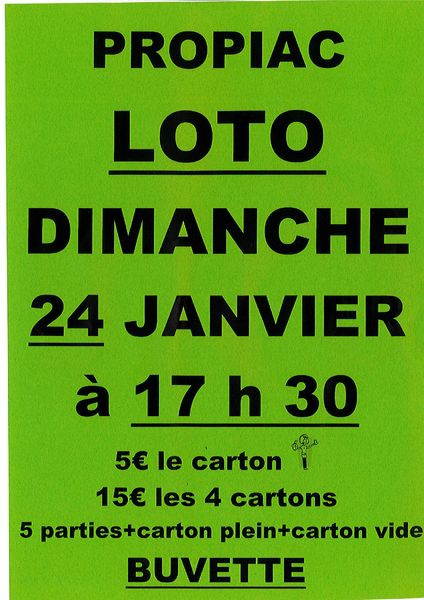 PROPIAC
LOTO
DIMANCHE
24 JANVIER
à 17 h 30
5€ le carton
15€ les 4 cartons
5 parties+carton plein+carton vide
BUVETTE